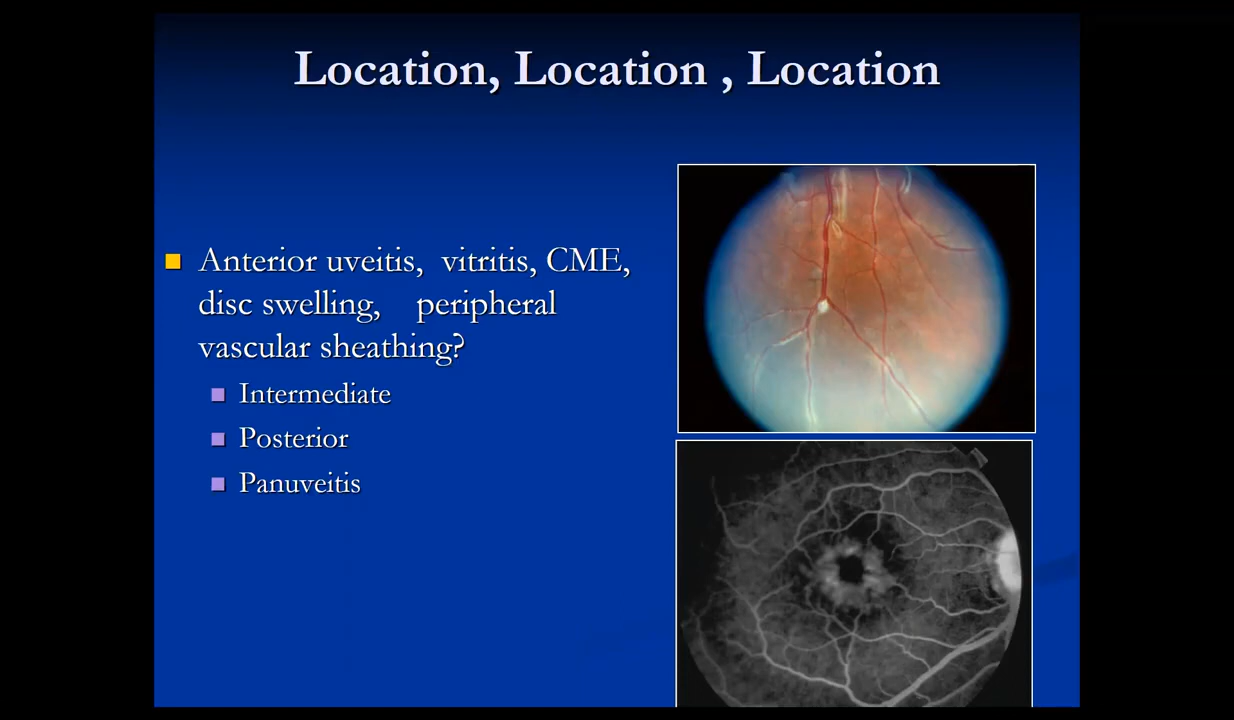 Location, Location , Location
Anterior uveitis, vitritis, CME,
disc swelling, peripheral
vascular sheathing?
Intermediate
Posterior
Panuveitis